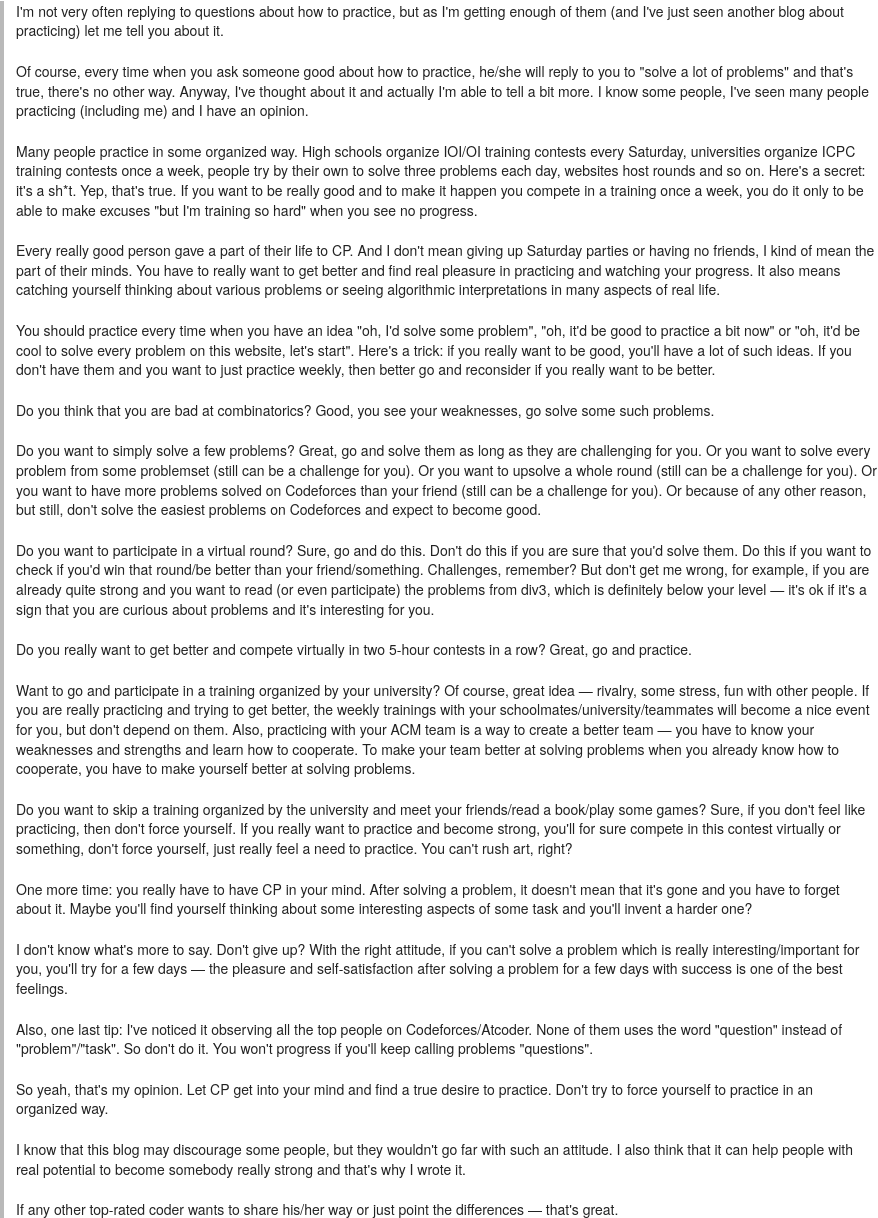 I'm not very often replying to questions about how to practice, but as I'm getting enough of them (and I've just seen another blog about
practicing) let me tell you about it.
Of course, every time when you ask someone good about how to practice, he/she will reply to you to "solve a lot of problems" and that's
true, there's no other way. Anyway, I've thought about it and actually I'm able to tell a bit more. I know some people, I've seen many people
practicing (including me) and I have an opinion.
Many people practice in some organized way. High schools organize IOI/OI training contests every Saturday, universities organize ICPC
training contests once a week, people try by their own to solve three problems each day, websites host rounds and so on. Here's a secret:
it's a sh*t. Yep, that's true. If you want to be really good and to make it happen you compete in a training once a week, you do it only to be
able to make excuses "but I'm training so hard" when you see no progress.
Every really good person gave a part of their life to CP. And I don't mean giving up Saturday parties or having no friends, I kind of mean the
part of their minds. You have to really want to get better and find real pleasure in practicing and watching your progress. It also means
catching yourself thinking about various problems or seeing algorithmic interpretations in many aspects of real life.
You should practice every time when you have an idea "oh, I'd solve some problem", "oh, it'd be good to practice a bit now" or "oh, it'd be
cool to solve every problem on this website, let's start". Here's a trick: if you really want to be good, you'll have a lot of such ideas. If you
don't have them and you want to just practice weekly, then better go and reconsider if you really want to be better.
Do you think that you are bad at combinatorics? Good, you see your weaknesses, go solve some such problems.
Do you want to simply solve a few problems? Great, go and solve them as long as they are challenging for you. Or you want to solve every
problem from some problemset (still can be a challenge for you). Or you want to upsolve a whole round (still can be a challenge for you). Or
you want to have more problems solved on Codeforces than your friend (still can be a challenge for you). Or because of any other reason,
but still, don't solve the easiest problems on Codeforces and expect to become good.
Do you want to participate in a virtual round? Sure, go and do this. Don't do this if you are sure that you'd solve them. Do this if you want to
check if you'd win that round/be better than your friend/something. Challenges, remember? But don't get me wrong, for example, if you are
already quite strong and you want to read (or even participate) the problems from div3, which is definitely below your level — it's ok if it's a
sign that you are curious about problems and it's interesting for you.
Do you really want to get better and compete virtually in two 5-hour contests in a row? Great, go and practice.
Want to go and participate in a training organized by your university? Of course, great idea — rivalry, some stress, fun with other people. If
you are really practicing and trying to get better, the weekly trainings with your schoolmates/university/teammates will become a nice event
for you, but don't depend on them. Also, practicing with your ACM team is a way to create a better team — you have to know your
weaknesses and strengths and learn how to cooperate. To make your team better at solving problems when you already know how to
cooperate, you have to make yourself better at solving problems.
Do you want to skip a training organized by the university and meet your friends/read a book/play some games? Sure, if you don't feel like
practicing, then don't force yourself. If you really want to practice and become strong, you'll for sure compete in this contest virtually or
something, don't force yourself, just really feel a need to practice. You can't rush art, right?
One more time: you really have to have CP in your mind. After solving a problem, it doesn't mean that it's gone and you have to forget
about it. Maybe you'll find yourself thinking about some interesting aspects of some task and you'll invent a harder one?
I don't know what's more to say. Don't give up? With the right attitude, if you can't solve a problem which is really interesting/important for
you, you'll try for a few days — the pleasure and self-satisfaction after solving a problem for a few days with success is one of the best
feelings.
Also, one last tip: I've noticed it observing all the top people on Codeforces/Atcoder. None of them uses the word "question" instead of
"problem"/"task". So don't do it. You won't progress if you'll keep calling problems "questions".
So yeah, that's my opinion. Let CP get into your mind and find a true desire to practice. Don't try to force yourself to practice in an
organized way.
I know that this blog may discourage some people, but they wouldn't go far with such an attitude. I also think that it can help people with
real potential to become somebody really strong and that's why I wrote it.
If any other top-rated coder wants to share his/her way or just point the differences — that's great.